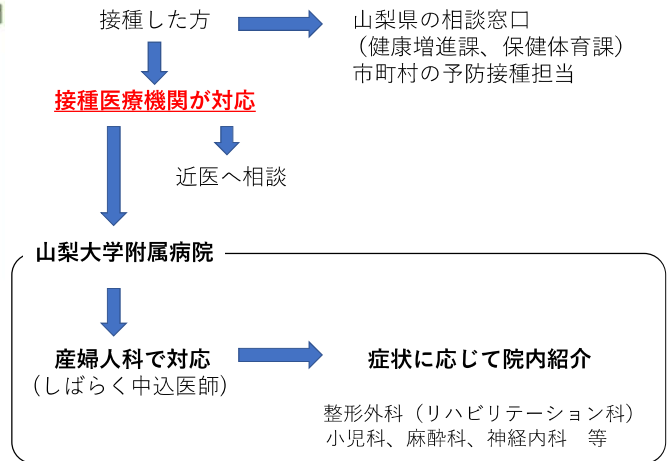 接種した方
山梨県の相談窓口
（健康増進課、保健体育課）
市町村の予防接種担当
接種医療機関が対応
近医へ相談
山梨大学附属病院
産婦人科で対応
(しばらく中込医師)
症状に応じて院内紹介
整形外科（リハビリテーション科）
小児科、麻酔科、神経内科　等